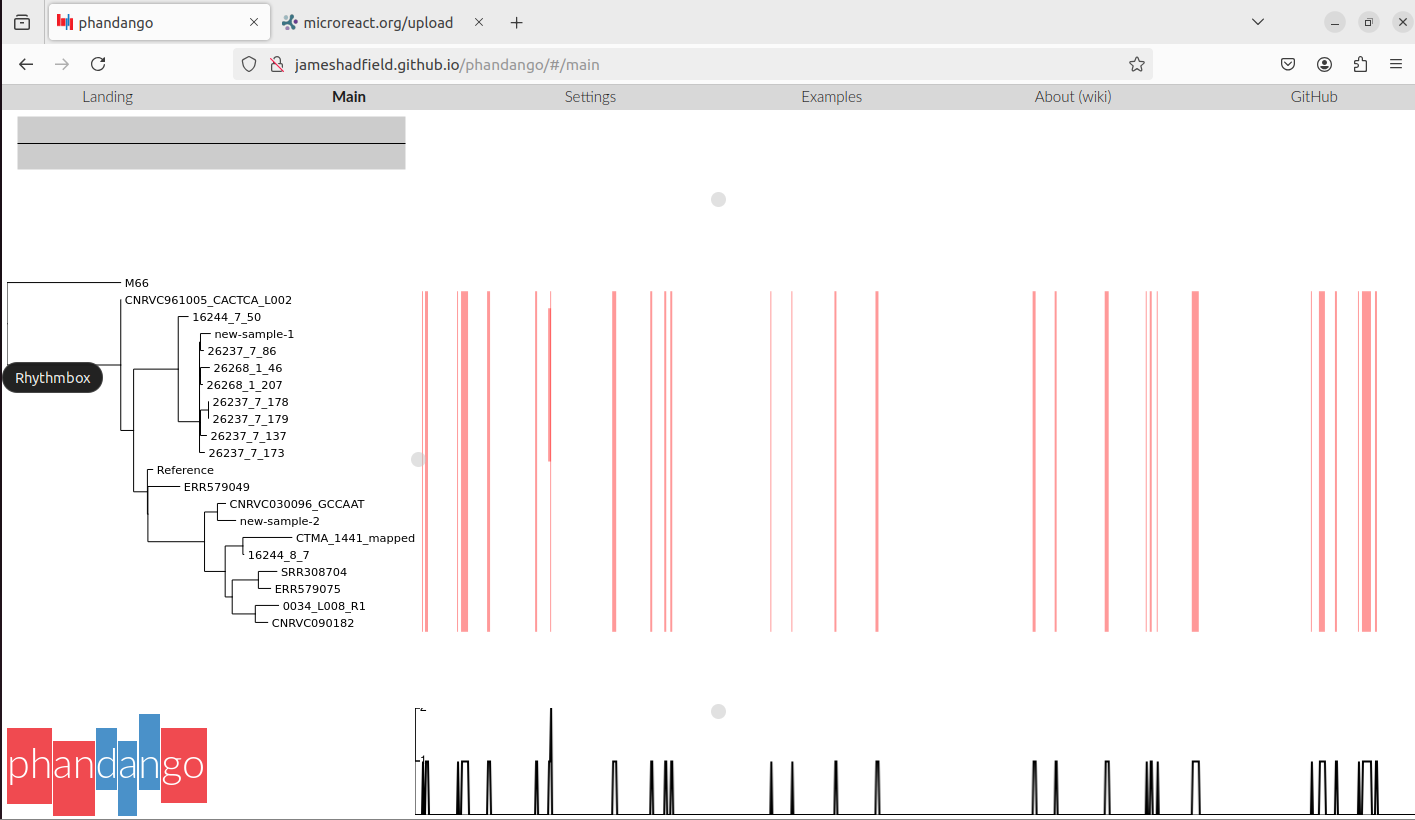 phandango
microreact.org/upload
jameshadfield.github.io/phandango/#/main
Landing Main Settings Examples About (wiki) GitHub
M66
CNRVC961005_CACTCA_L002
16244_7_50
new-sample-1
26237_7_86
26268_1_46
26268_1_207
Rhythmbox
26237_7_178
26237_7_179
26237_7_137
26237_7_173
Reference
ERR579049
CNRVC030096_GCCAAT
new-sample-2
CTMA_1441_mapped
16244_8_7
SRR308704
ERR579075
0034_L008_R1
CNRVC090182
phandango